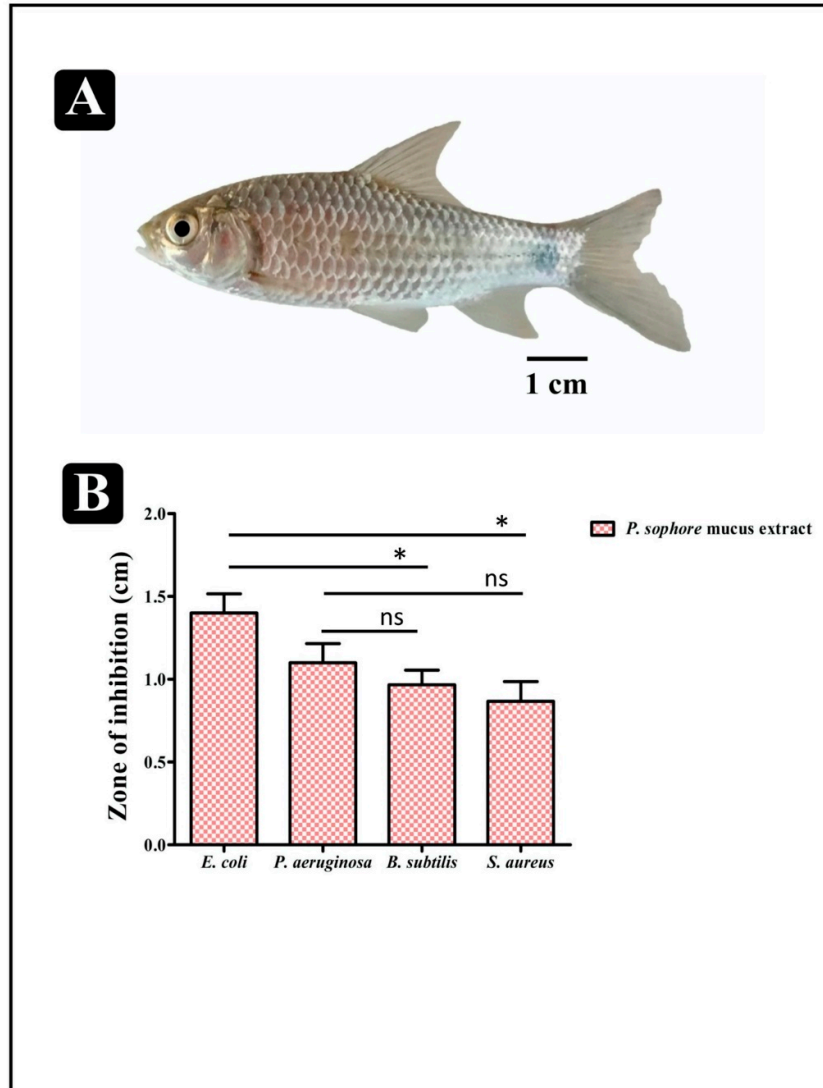 A
1 cm
B
Zone of inhibition (cm)
2.0
1.5
1.0
0.5
0.0
*
*
ns
ns
P. sophore mucus extract
E. coli P. aeruginosa B. subtilis S. aureus